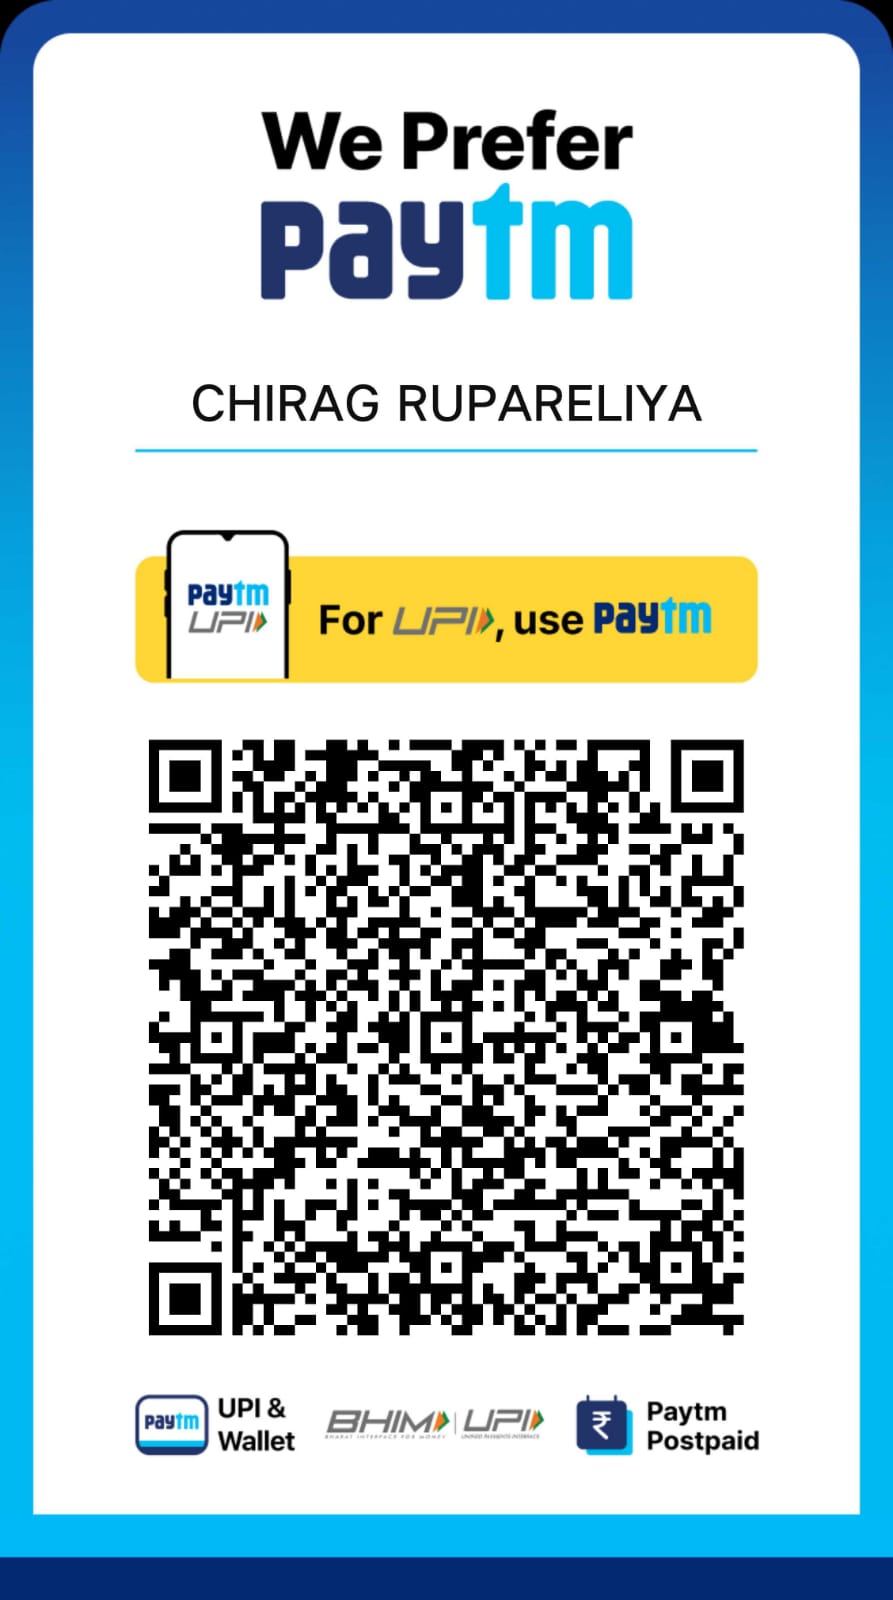 We Prefer
paytm
CHIRAG RUPARELIYA
paytm
UPI
For UPI, use paytm
paytm
UPI &
Wallet
BHIM
BHARAT INTERFACE FOR MONEY
UPI
UNIFIED PAYMENTS INTERFACE
₹
Paytm
Postpaid